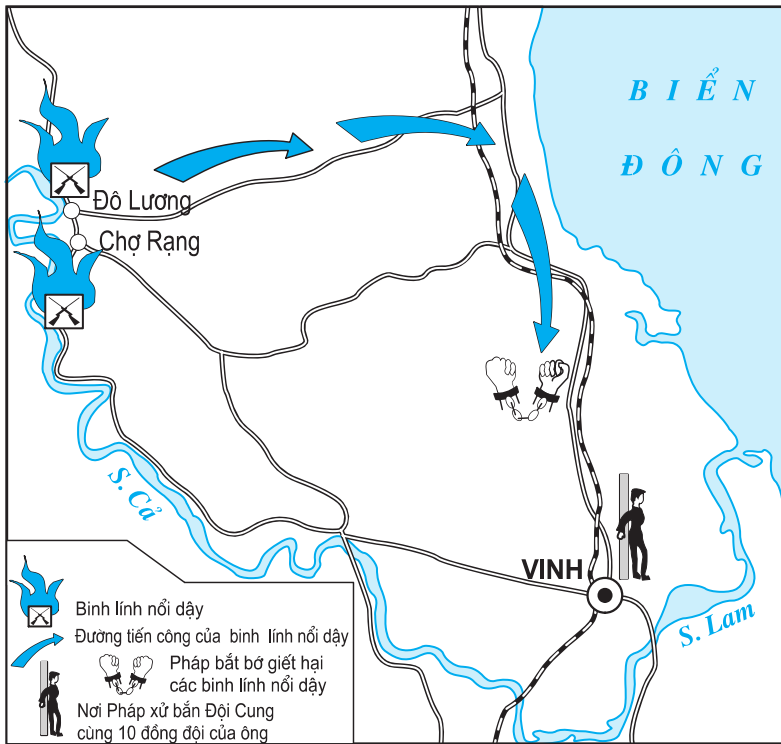 BIỂN
ĐÔNG
Đô Lương
Chợ Rạng
S. Cả
VINH
S. Lam
Binh lính nổi dậy
Đường tiến công của binh lính nổi dậy
Pháp bắt bớ giết hại
các binh lính nổi dậy
Nơi Pháp xử bắn Đội Cung
cùng 10 đồng đội của ông